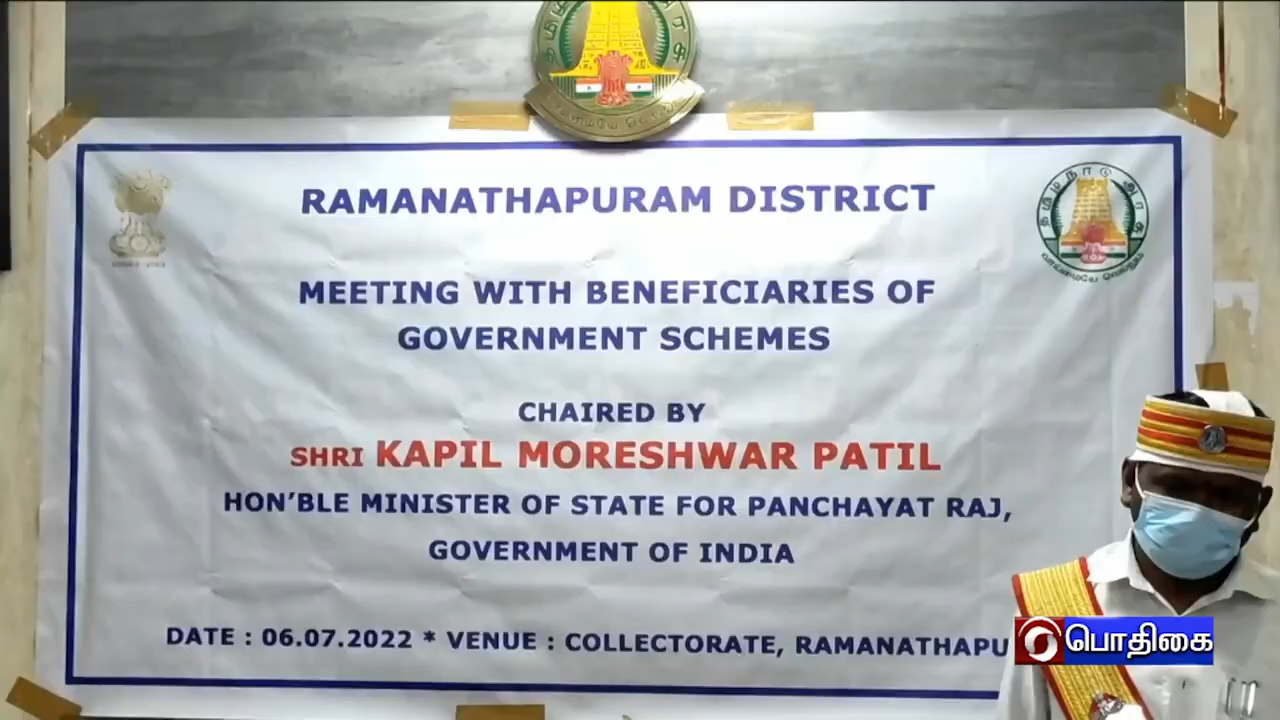 RAMANATHAPURAM DISTRICT
MEETING WITH BENEFICIARIES OF
GOVERNMENT SCHEMES
CHAIRED BY
SHRI KAPIL MORESHWAR PATIL
HON'BLE MINISTER OF STATE FOR PANCHAYAT RAJ,
GOVERNMENT OF INDIA
DATE : 06.07.2022 * VENUE : COLLECTORATE, RAMANATHAPU
பொதிகை